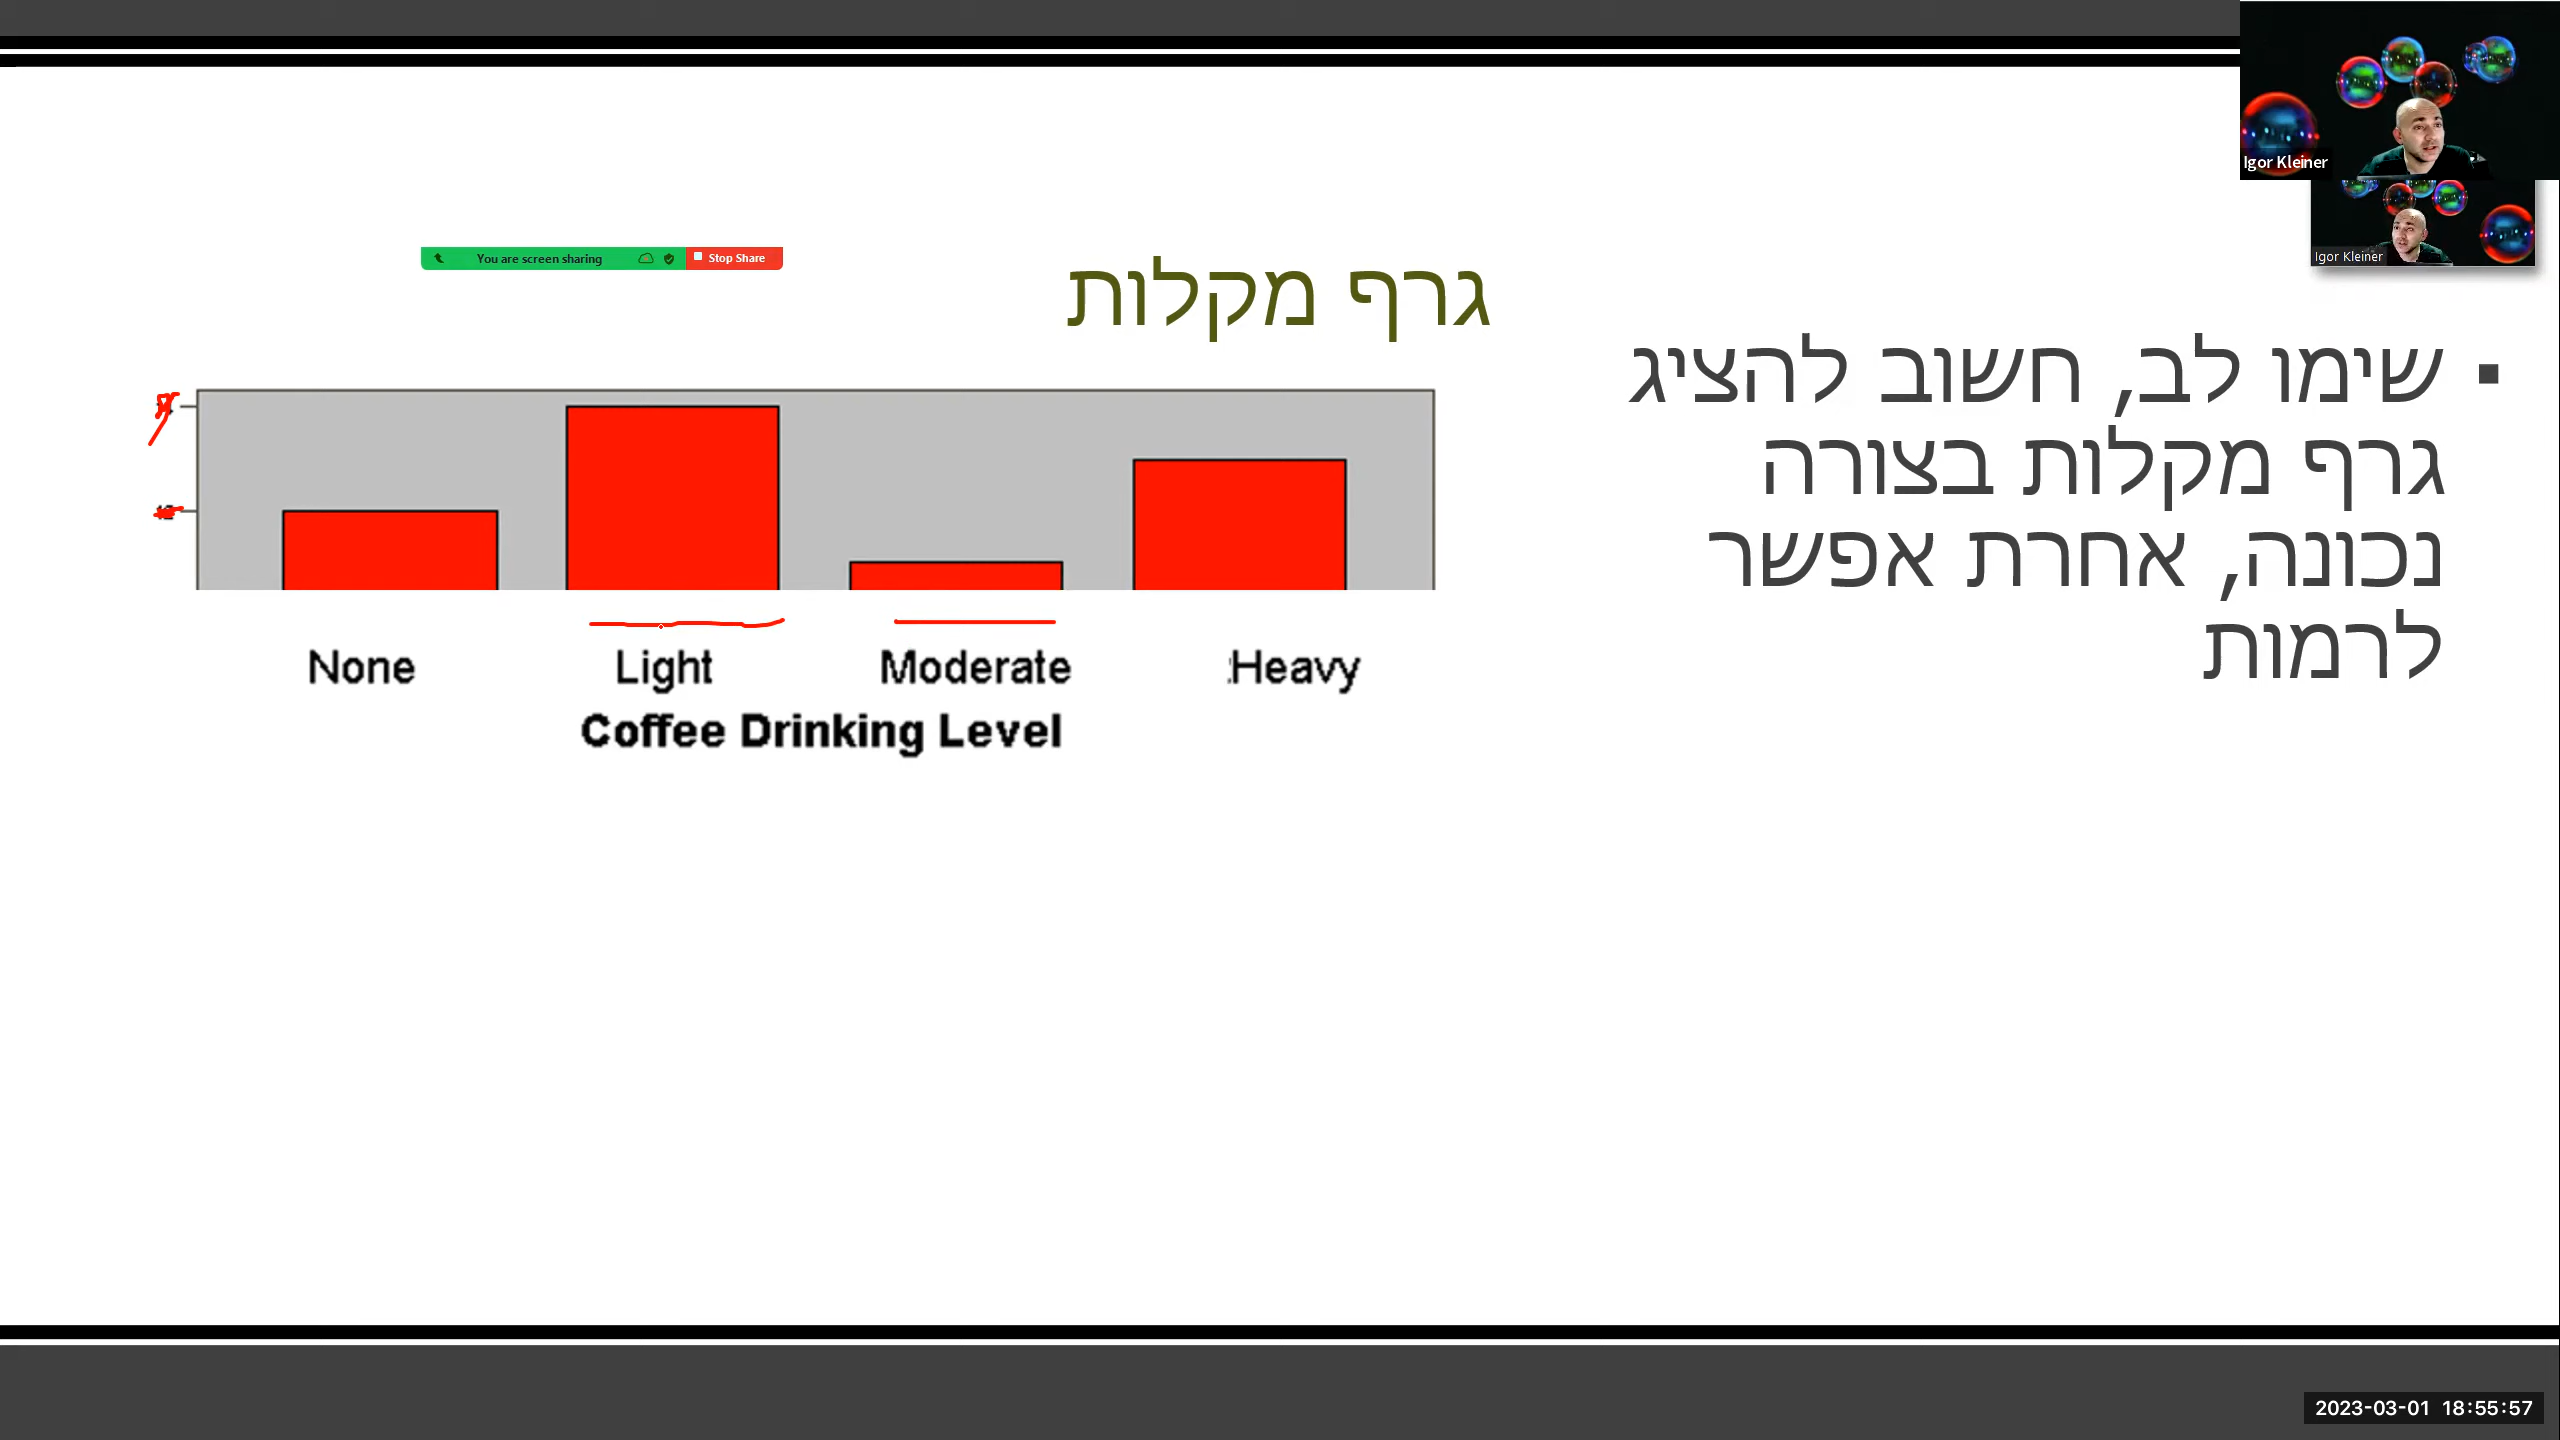 Igor Kleiner
Igor Kleiner
You are screen sharing
Stop Share
גרף מקלות
▪ שימו לב, חשוב להציג
גרף מקלות בצורה
נכונה, אחרת אפשר
לרמות
None Light Moderate Heavy
Coffee Drinking Level
2023-03-01 18:55:57